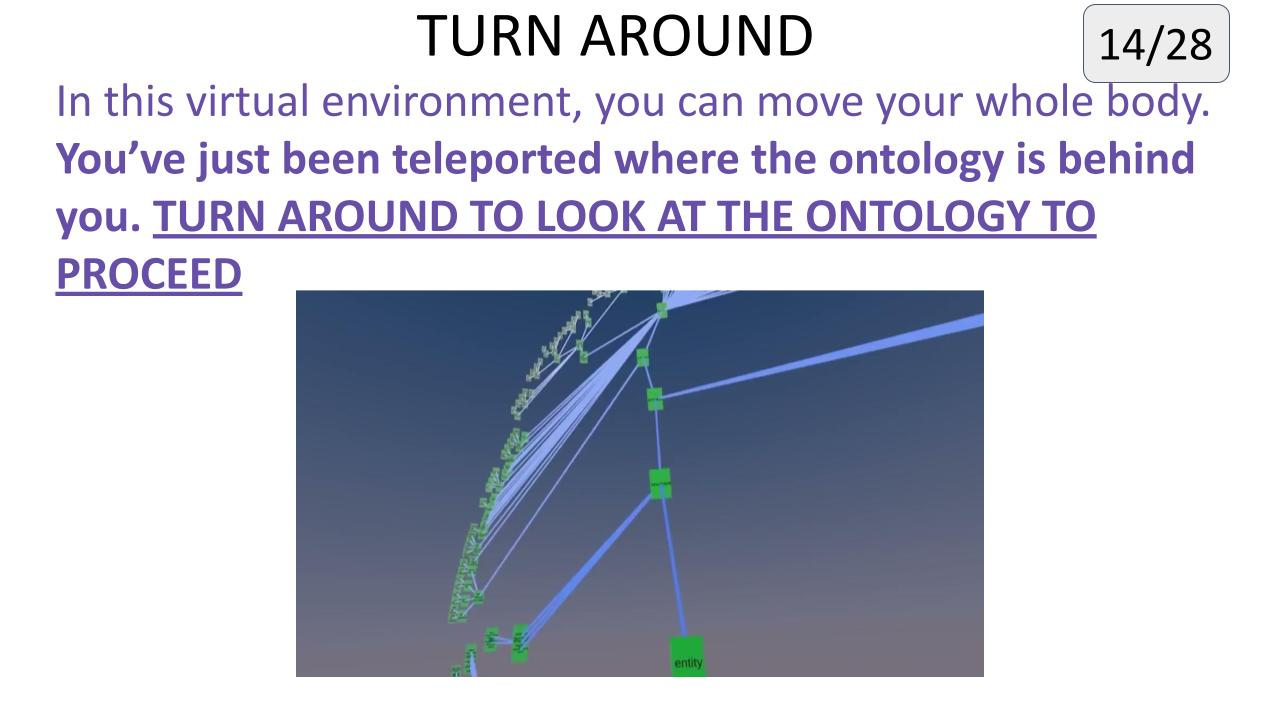 TURN AROUND
14/28
In this virtual environment, you can move your whole body.
You’ve just been teleported where the ontology is behind
you. TURN AROUND TO LOOK AT THE ONTOLOGY TO
PROCEED
entity